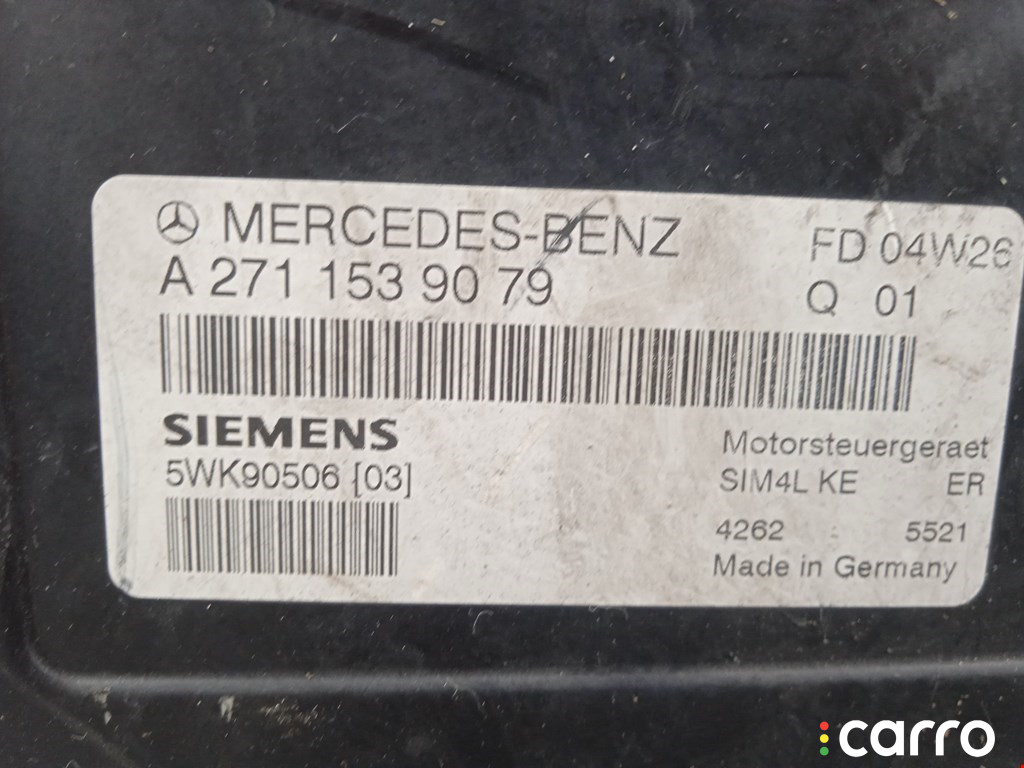 MERCEDES-BENZ FD 04W26
A 271 153 90 79 Q 01
SIEMENS
5WK90506 [03]
Motorsteuergeraet
SIM4L KE ER
4262 5521
Made in Germany
carro